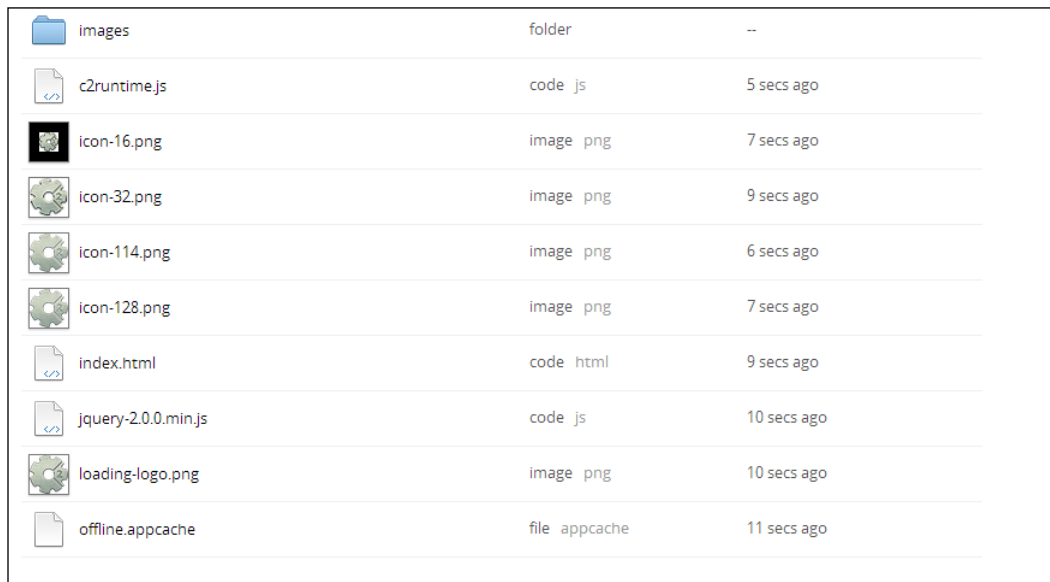 images folder --
c2runtime.js code js 5 secs ago
icon-16.png image png 7 secs ago
icon-32.png image png 9 secs ago
icon-114.png image png 6 secs ago
icon-128.png image png 7 secs ago
index.html code html 9 secs ago
jquery-2.0.0.min.js code js 10 secs ago
loading-logo.png image png 10 secs ago
offline.appcache file appcache 11 secs ago